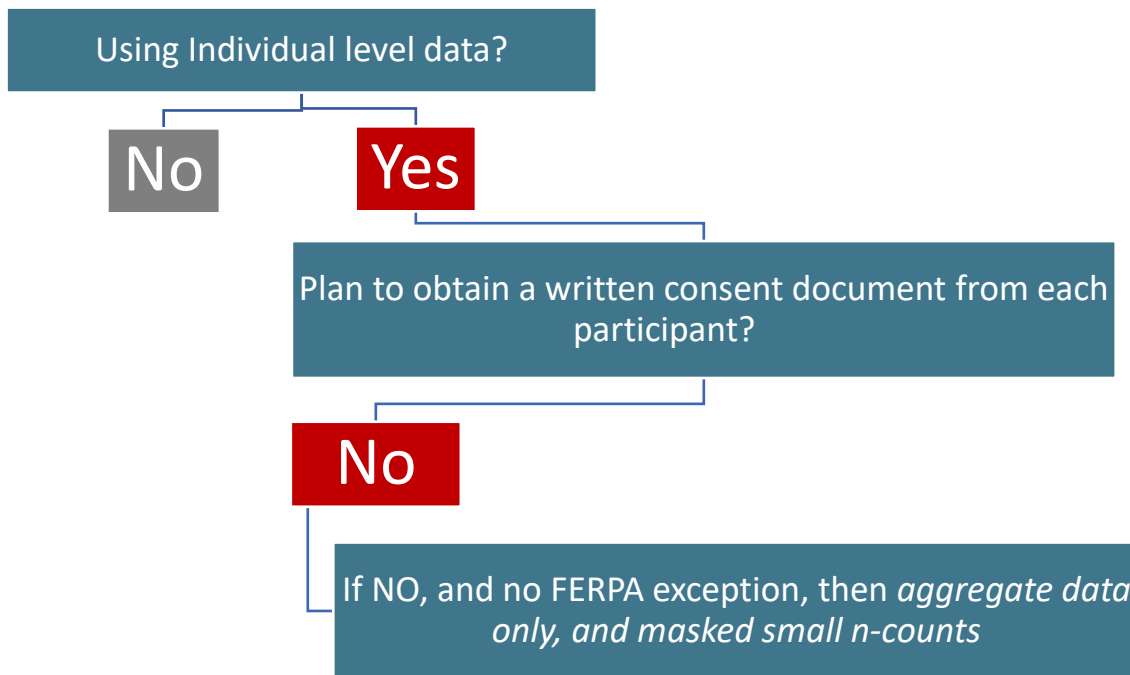 Using Individual level data?
No
Yes
Plan to obtain a written consent document from each
participant?
No
If NO, and no FERPA exception, then aggregate data
only, and masked small n-counts